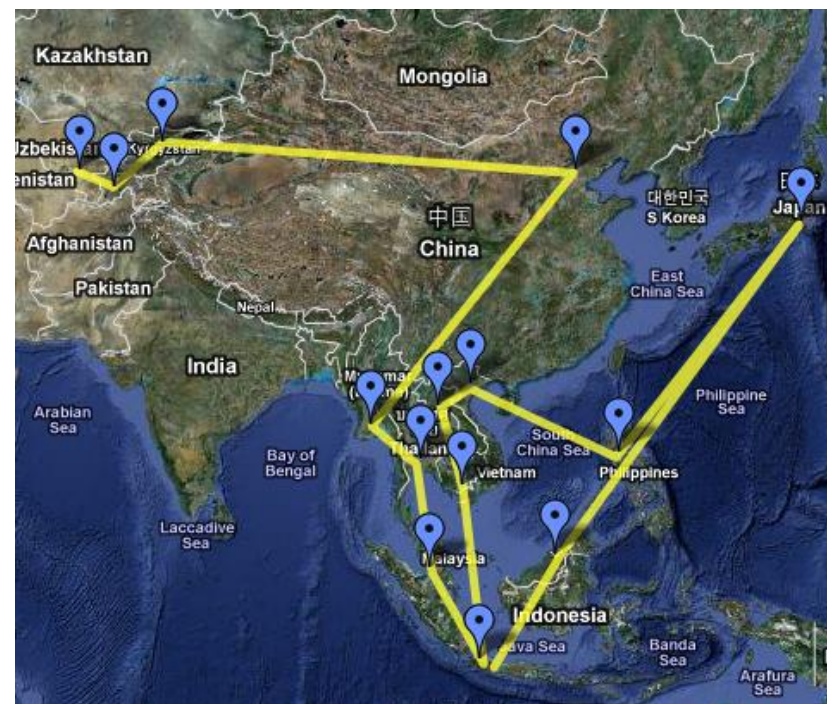 Kazakhstan
Mongolia
Uzbekis
Kyrgyzstan
enistan
대한민국
S Korea
Japan
中国
China
Afghanistan
Pakistan
Nepal
East
China Sea
India
Arabian
Sea
Bay of
Bengal
Philippine
Sea
South
China Sea
Vietnam
Philippines
Laccadive
Sea
Malaysia
Indonesia
Java Sea
Banda
Sea
Arafura
Sea